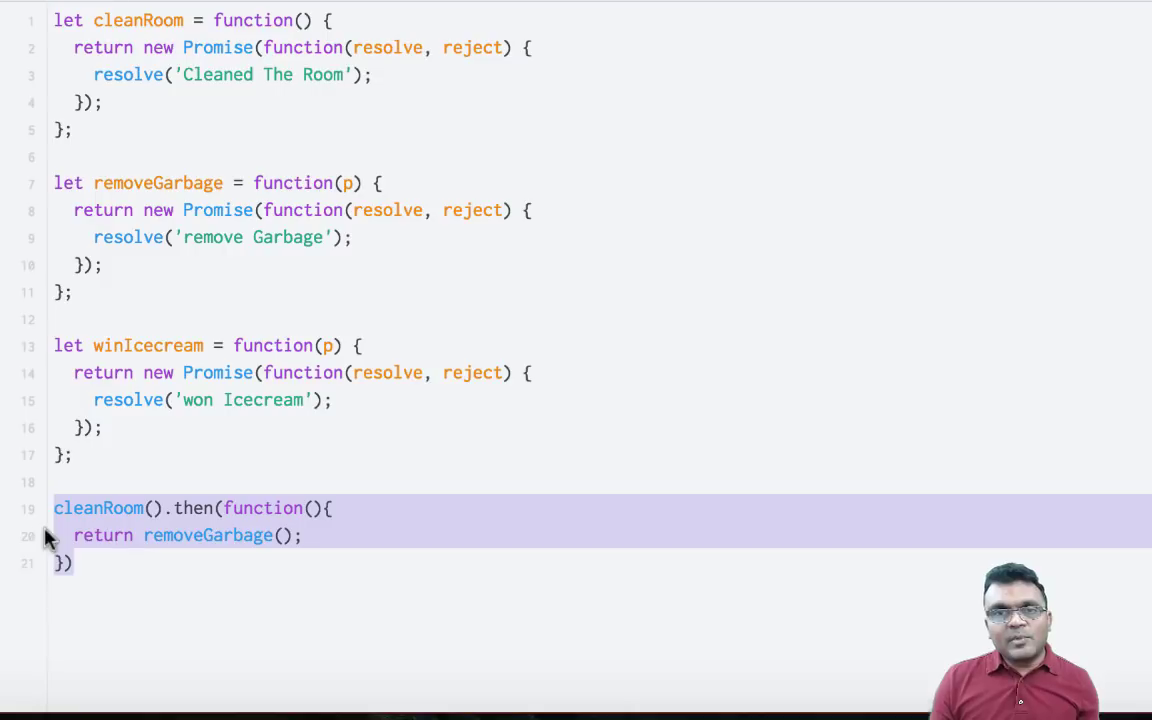 1 let cleanRoom = function() {
2 return new Promise(function(resolve, reject) {
3 resolve('Cleaned The Room');
4 });
5 };
6
7 let removeGarbage = function(p) {
8 return new Promise(function(resolve, reject) {
9 resolve('remove Garbage');
10 });
11 };
12
13 let winIcecream = function(p) {
14 return new Promise(function(resolve, reject) {
15 resolve('won Icecream');
16 });
17 };
18
19 cleanRoom().then(function(){
20 return removeGarbage();
21 })